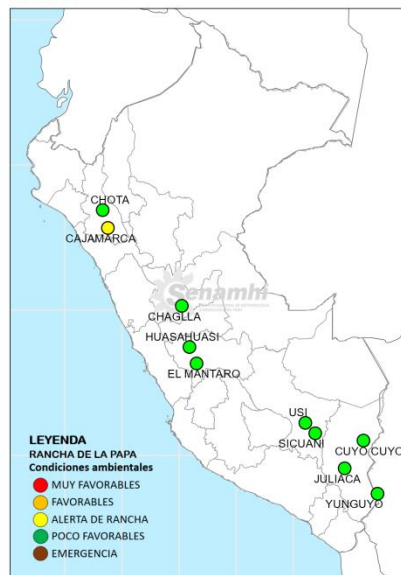 CHOTA
CAJAMARCA
Senamhi
CHAGLLA
HUASAHUASI
EL MANTARO
USI
SICUANI
CUYO CUYO
JULIACA
YUNGUYO
LEYENDA
RANCHA DE LA PAPA
Condiciones ambientales
MUY FAVORABLES
FAVORABLES
ALERTA DE RANCHA
POCO FAVORABLES
EMERGENCIA